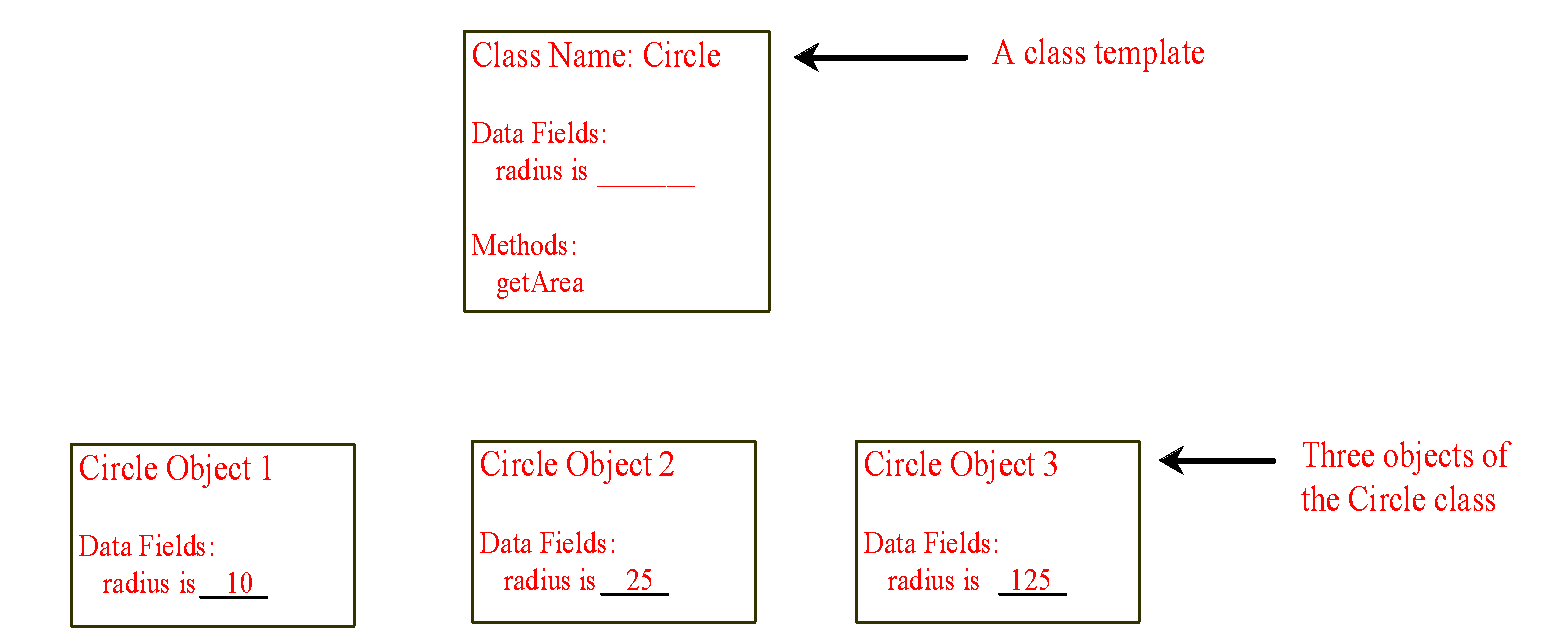 Class Name: Circle
A class template
Data Fields:
radius is _______
Methods:
getArea
Circle Object 1
Data Fields:
radius is 10
Circle Object 2
Data Fields:
radius is 25
Circle Object 3
Data Fields:
radius is 125
Three objects of
the Circle class